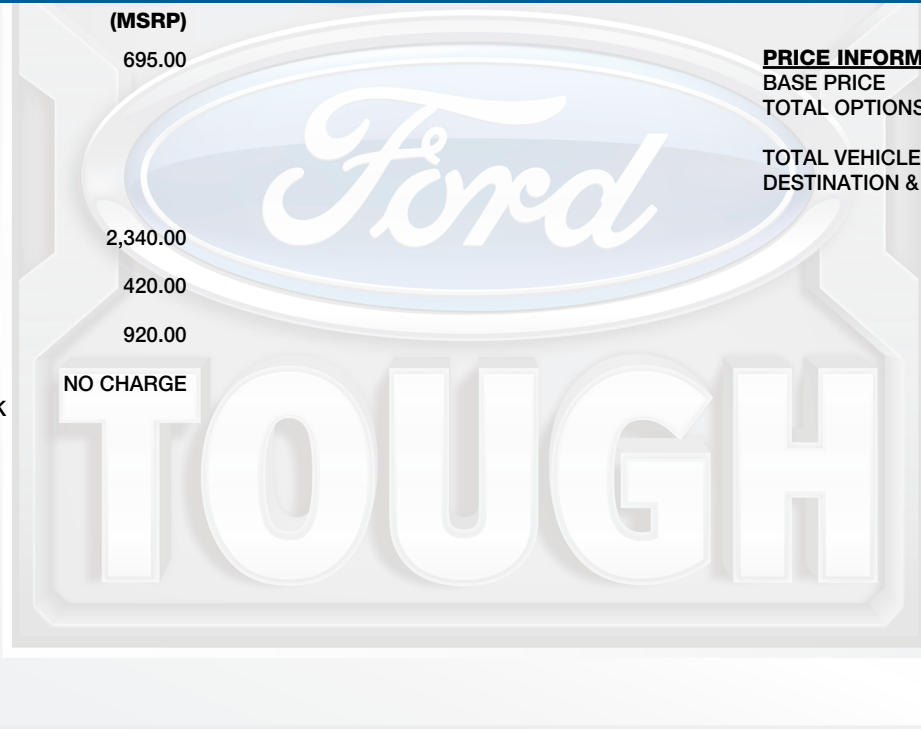 (MSRP)
695.00
2,340.00
420.00
920.00
NO CHARGE
K
PRICE INFORM
BASE PRICE
TOTAL OPTIONS
TOTAL VEHICLE
DESTINATION &
Ford
TOUGH